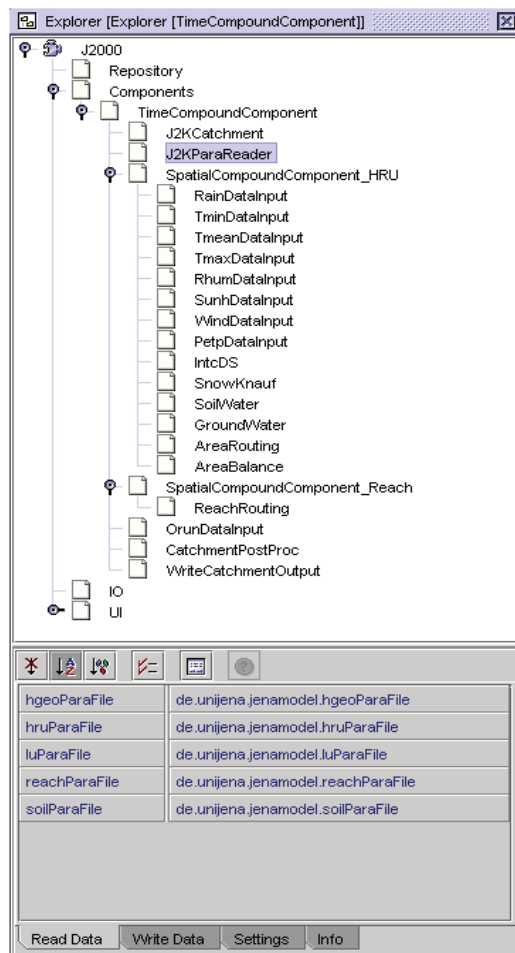 Explorer [Explorer [TimeCompoundComponent]]
J2000
Repository
Components
TimeCompoundComponent
J2KCatchment
J2KParaReader
SpatialCompoundComponent_HRU
RainDataInput
TminDataInput
TmeanDataInput
TmaxDataInput
RhumDataInput
SunhDataInput
WindDataInput
PetpDataInput
IntcDS
SnowKnauf
SoilWater
GroundWater
AreaRouting
AreaBalance
SpatialCompoundComponent_Reach
ReachRouting
OrunDataInput
CatchmentPostProc
WriteCatchmentOutput
IO
UI
hgeoParaFile de.unijena.jenamodel.hgeoParaFile
hruParaFile de.unijena.jenamodel.hruParaFile
luParaFile de.unijena.jenamodel.luParaFile
reachParaFile de.unijena.jenamodel.reachParaFile
soilParaFile de.unijena.jenamodel.soilParaFile
Read Data Write Data Settings Info